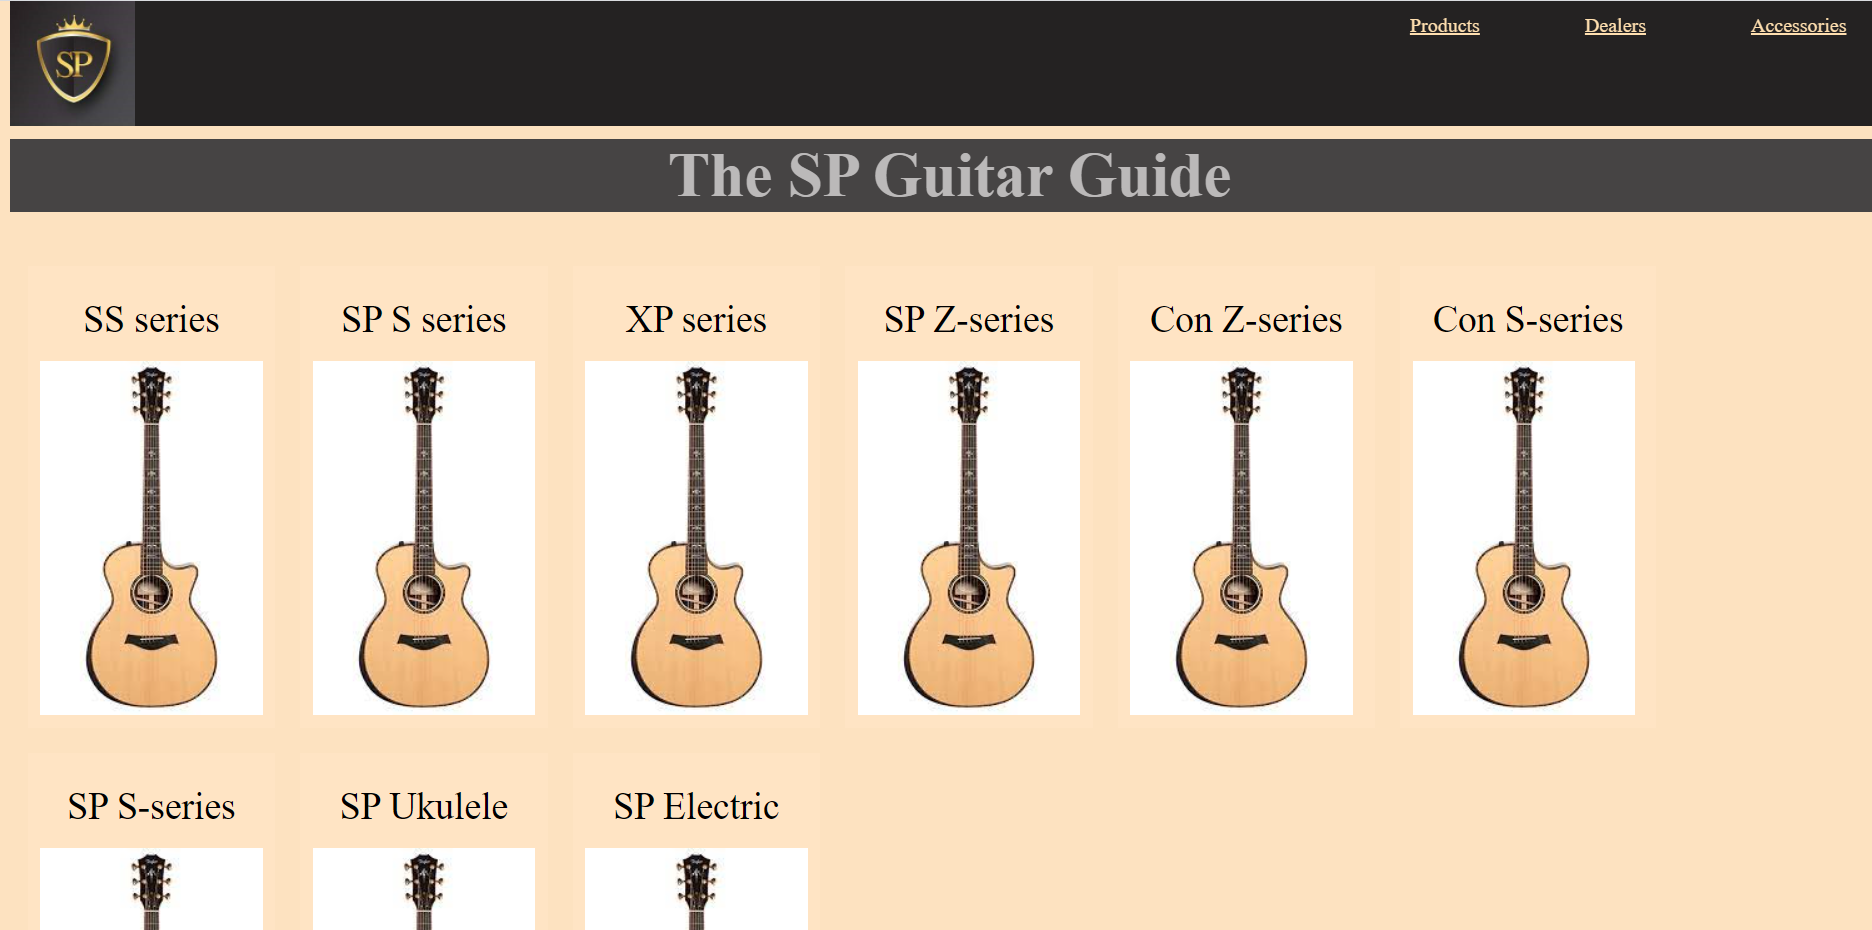 SP
Products Dealers Accessories
The SP Guitar Guide
SS series
SP S series
XP series
SP Z-series
Con Z-series
Con S-series
SP S-series
SP Ukulele
SP Electric